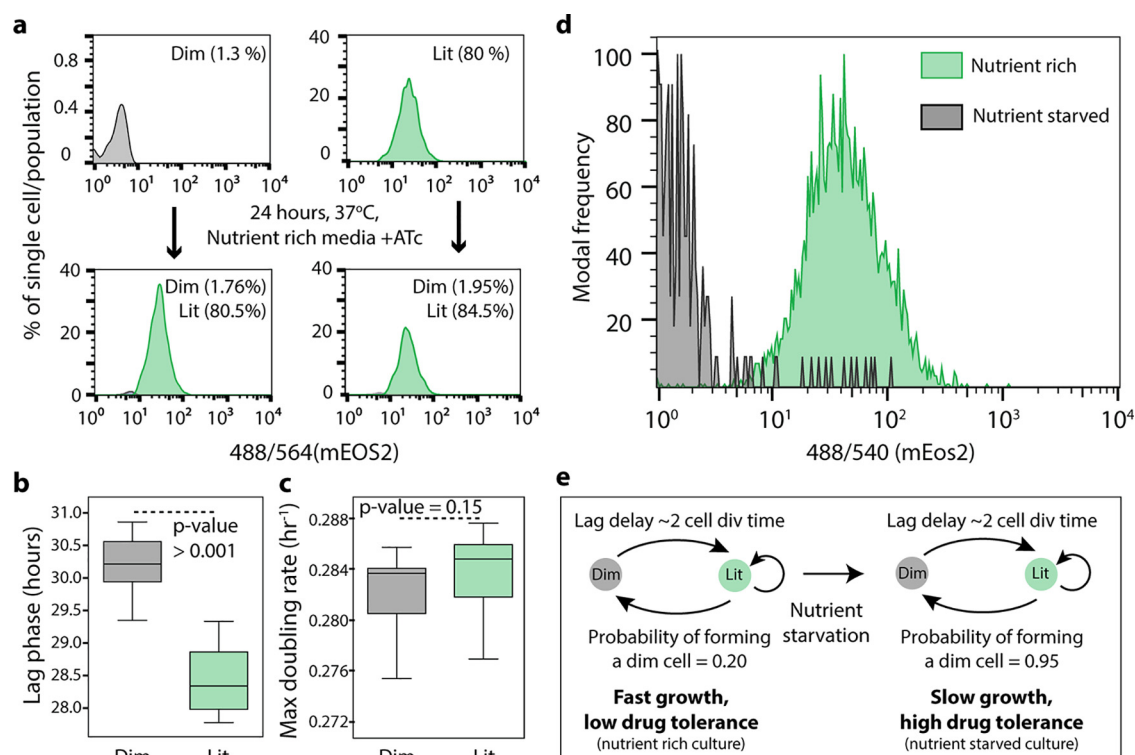 a
% of single cell/population
0.8
0.4
0
Dim (1.3 %)
10⁰ 10¹ 10² 10³ 10⁴
40
20
0
Lit (80 %)
10⁰ 10¹ 10² 10³ 10⁴
24 hours, 37ºC,
Nutrient rich media +ATc
40
20
0
Dim (1.76%)
Lit (80.5%)
10⁰ 10¹ 10² 10³ 10⁴
40
20
0
Dim (1.95%)
Lit (84.5%)
10⁰ 10¹ 10² 10³ 10⁴
488/564(mEOS2)
b
Lag phase (hours)
31.0
30.5
30.0
29.5
29.0
28.5
28.0
p-value
> 0.001
Dim Lit
c
Max doubling rate (hr⁻¹)
0.288
0.284
0.280
0.276
0.272
p-value = 0.15
Dim Lit
d
Modal frequency
100
80
60
40
20
Nutrient rich
Nutrient starved
10⁰ 10¹ 10² 10³ 10⁴
488/540 (mEos2)
e
Lag delay ~2 cell div time
Dim Lit
Probability of forming
a dim cell = 0.20
Fast growth,
low drug tolerance
(nutrient rich culture)
Nutrient
starvation
Lag delay ~2 cell div time
Dim Lit
Probability of forming
a dim cell = 0.95
Slow growth,
high drug tolerance
(nutrient starved culture)